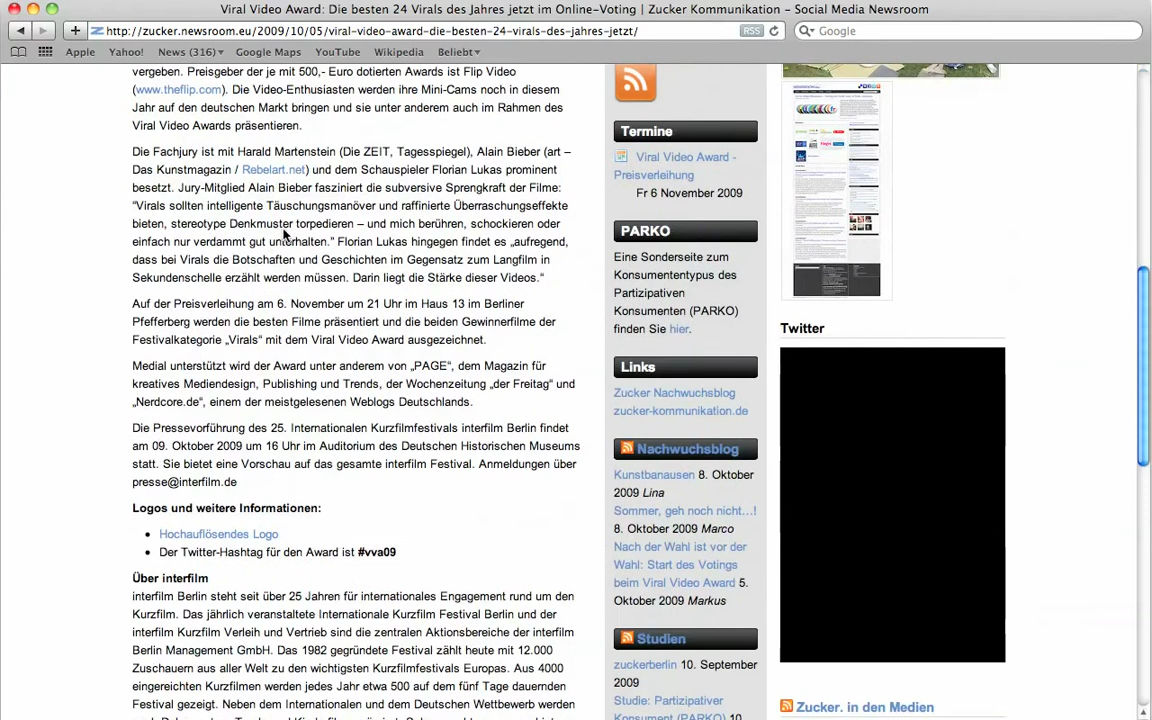 Viral Video Award: Die besten 24 Virals des Jahres jetzt im Online-Voting | Zucker Kommunikation – Social Media Newsroom
http://zucker.newsroom.eu/2009/10/05/viral-video-award-die-besten-24-virals-des-jahres-jetzt/
RSS
Google
Apple Yahoo! News (316) Google Maps YouTube Wikipedia Beliebt
vergeben. Preisgeber der je mit 500,- Euro dotierten Awards ist Flip Video
(www.theflip.com). Die Video-Enthusiasten werden ihre Mini-Cams noch in diesem
Jahr auf den deutschen Markt bringen und sie unter anderem auch im Rahmen des
Viral Video Awards präsentieren.
Die Fachjury ist mit Harald Martenstein (Die ZEIT, Tagesspiegel), Alain Bieber (art –
Das Kunstmagazin / Rebelart.net) und dem Schauspieler Florian Lukas prominent
besetzt. Jury-Mitglied Alain Bieber fasziniert die subversive Sprengkraft der Filme:
“Virals sollten intelligente Täuschungsmanöver und raffinierte Überraschungseffekte
bieten, stereotype Denkmuster torpedieren – und mich berühren, schockieren oder
einfach nur verdammt gut unterhalten.” Florian Lukas hingegen findet es „aufregend,
dass bei Virals die Botschaften und Geschichten im Gegensatz zum Langfilm in
Sekundenschelle erzählt werden müssen. Darin liegt die Stärke dieser Videos.“
Auf der Preisverleihung am 6. November um 21 Uhr im Haus 13 im Berliner
Pfefferberg werden die besten Filme präsentiert und die beiden Gewinnerfilme der
Festivalkategorie „Virals“ mit dem Viral Video Award ausgezeichnet.
Medial unterstützt wird der Award unter anderem von „PAGE“, dem Magazin für
kreatives Mediendesign, Publishing und Trends, der Wochenzeitung „der Freitag“ und
„Nerdcore.de“, einem der meistgelesenen Weblogs Deutschlands.
Die Pressevorführung des 25. Internationalen Kurzfilmfestivals interfilm Berlin findet
am 09. Oktober 2009 um 16 Uhr im Auditorium des Deutschen Historischen Museums
statt. Sie bietet eine Vorschau auf das gesamte interfilm Festival. Anmeldungen über
presse@interfilm.de
Logos und weitere Informationen:
• Hochauflösendes Logo
• Der Twitter-Hashtag für den Award ist #vva09
Über interfilm
interfilm Berlin steht seit über 25 Jahren für internationales Engagement rund um den
Kurzfilm. Das jährlich veranstaltete Internationale Kurzfilm Festival Berlin und der
interfilm Kurzfilm Verleih und Vertrieb sind die zentralen Aktionsbereiche der interfilm
Berlin Management GmbH. Das 1982 gegründete Festival zählt heute mit 12.000
Zuschauern aus aller Welt zu den wichtigsten Kurzfilmfestivals Europas. Aus 4000
eingereichten Kurzfilmen werden jedes Jahr etwa 500 auf dem fünf Tage dauernden
Festival gezeigt. Neben dem Internationalen und dem Deutschen Wettbewerb werden
Termine
Viral Video Award -
Preisverleihung
Fr 6 November 2009
PARKO
Eine Sonderseite zum
Konsumententypus des
Partizipativen
Konsumenten (PARKO)
finden Sie hier.
Links
Zucker Nachwuchsblog
zucker-kommunikation.de
Nachwuchsblog
Kunstbanausen 8. Oktober
2009 Lina
Sommer, geh noch nicht…!
8. Oktober 2009 Marco
Nach der Wahl ist vor der
Wahl: Start des Votings
beim Viral Video Award 5.
Oktober 2009 Markus
Studien
zuckerberlin 10. September
2009
Studie: Partizipativer
Konsument (PARKO) 10.
Twitter
Zucker. in den Medien